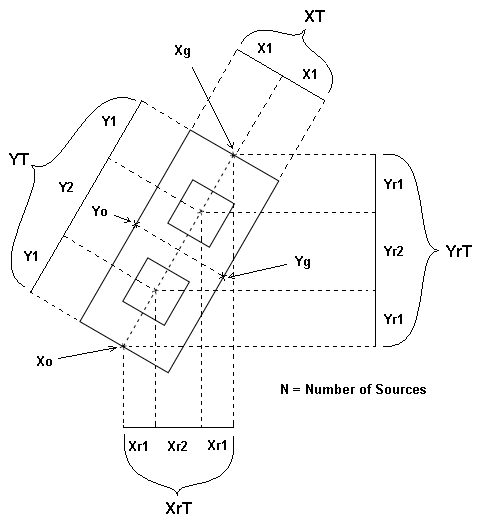 XT
Xg
X1
X1
Y1
YT
Y2
Yo
Y1
Yr1
Yr2
YrT
Yg
Yr1
Xo
N = Number of Sources
Xr1
Xr2
Xr1
XrT